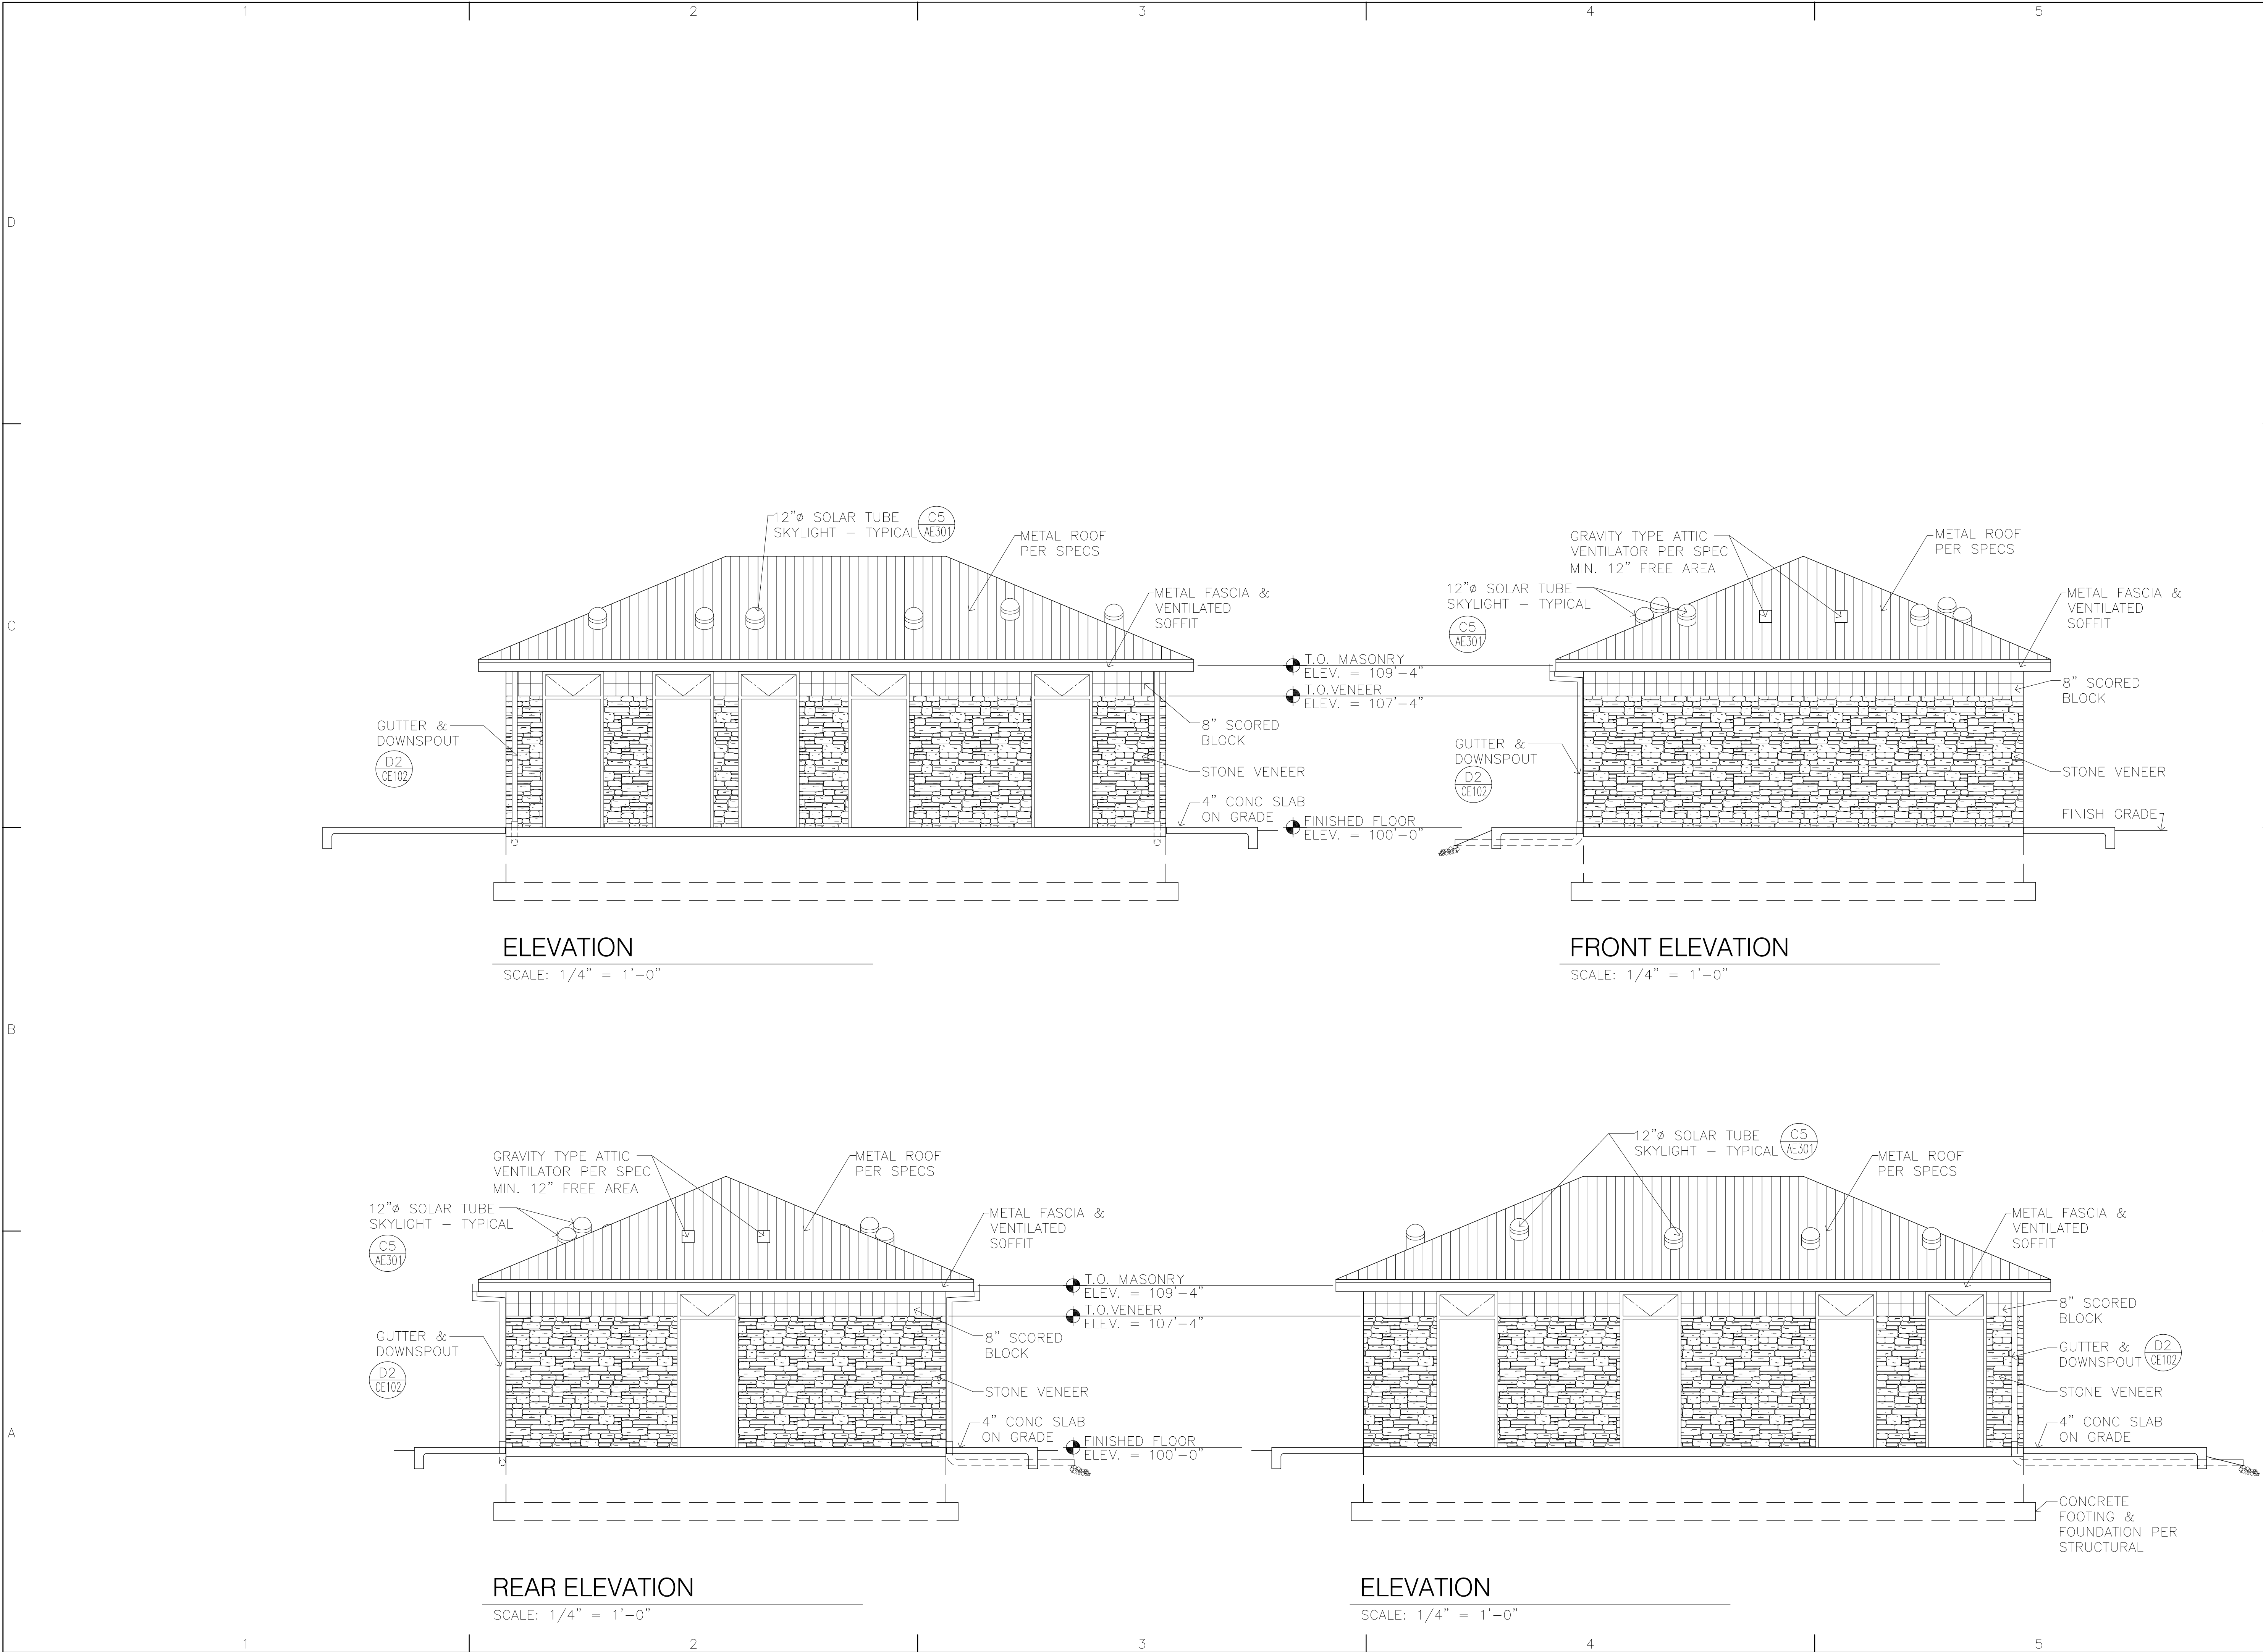 1 2 3 4 5
D
C
B
A
12"ø SOLAR TUBE
SKYLIGHT – TYPICAL
C5
AE301
METAL ROOF
PER SPECS
METAL FASCIA &
VENTILATED
SOFFIT
GUTTER &
DOWNSPOUT
D2
CE102
8" SCORED
BLOCK
STONE VENEER
4" CONC SLAB
ON GRADE
T.O. MASONRY
ELEV. = 109'-4"
T.O.VENEER
ELEV. = 107'-4"
FINISHED FLOOR
ELEV. = 100'-0"
ELEVATION
SCALE: 1/4" = 1'-0"
GRAVITY TYPE ATTIC
VENTILATOR PER SPEC
MIN. 12" FREE AREA
METAL ROOF
PER SPECS
12"ø SOLAR TUBE
SKYLIGHT – TYPICAL
C5
AE301
METAL FASCIA &
VENTILATED
SOFFIT
8" SCORED
BLOCK
GUTTER &
DOWNSPOUT
D2
CE102
STONE VENEER
FINISH GRADE
FRONT ELEVATION
SCALE: 1/4" = 1'-0"
GRAVITY TYPE ATTIC
VENTILATOR PER SPEC
MIN. 12" FREE AREA
METAL ROOF
PER SPECS
12"ø SOLAR TUBE
SKYLIGHT – TYPICAL
C5
AE301
METAL FASCIA &
VENTILATED
SOFFIT
T.O. MASONRY
ELEV. = 109'-4"
T.O.VENEER
ELEV. = 107'-4"
GUTTER &
DOWNSPOUT
D2
CE102
8" SCORED
BLOCK
STONE VENEER
4" CONC SLAB
ON GRADE
FINISHED FLOOR
ELEV. = 100'-0"
REAR ELEVATION
SCALE: 1/4" = 1'-0"
12"ø SOLAR TUBE
SKYLIGHT – TYPICAL
C5
AE301
METAL ROOF
PER SPECS
METAL FASCIA &
VENTILATED
SOFFIT
8" SCORED
BLOCK
GUTTER &
DOWNSPOUT
D2
CE102
STONE VENEER
4" CONC SLAB
ON GRADE
CONCRETE
FOOTING &
FOUNDATION PER
STRUCTURAL
ELEVATION
SCALE: 1/4" = 1'-0"
1 2 3 4 5